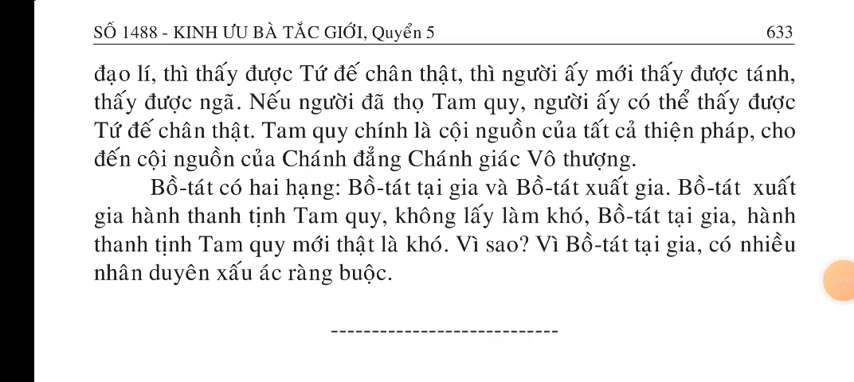 SỐ 1488 - KINH ƯU BÀ TẮC GIỚI, Quyển 5 633
đạo lí, thì thấy được Tứ đế chân thật, thì người ấy mới thấy được tánh,
thấy được ngã. Nếu người đã thọ Tam quy, người ấy có thể thấy được
Tứ đế chân thật. Tam quy chính là cội nguồn của tất cả thiện pháp, cho
đến cội nguồn của Chánh đẳng Chánh giác Vô thượng.
Bồ-tát có hai hạng: Bồ-tát tại gia và Bồ-tát xuất gia. Bồ-tát xuất
gia hành thanh tịnh Tam quy, không lấy làm khó, Bồ-tát tại gia, hành
thanh tịnh Tam quy mới thật là khó. Vì sao? Vì Bồ-tát tại gia, có nhiều
nhân duyên xấu ác ràng buộc.
----------------------------